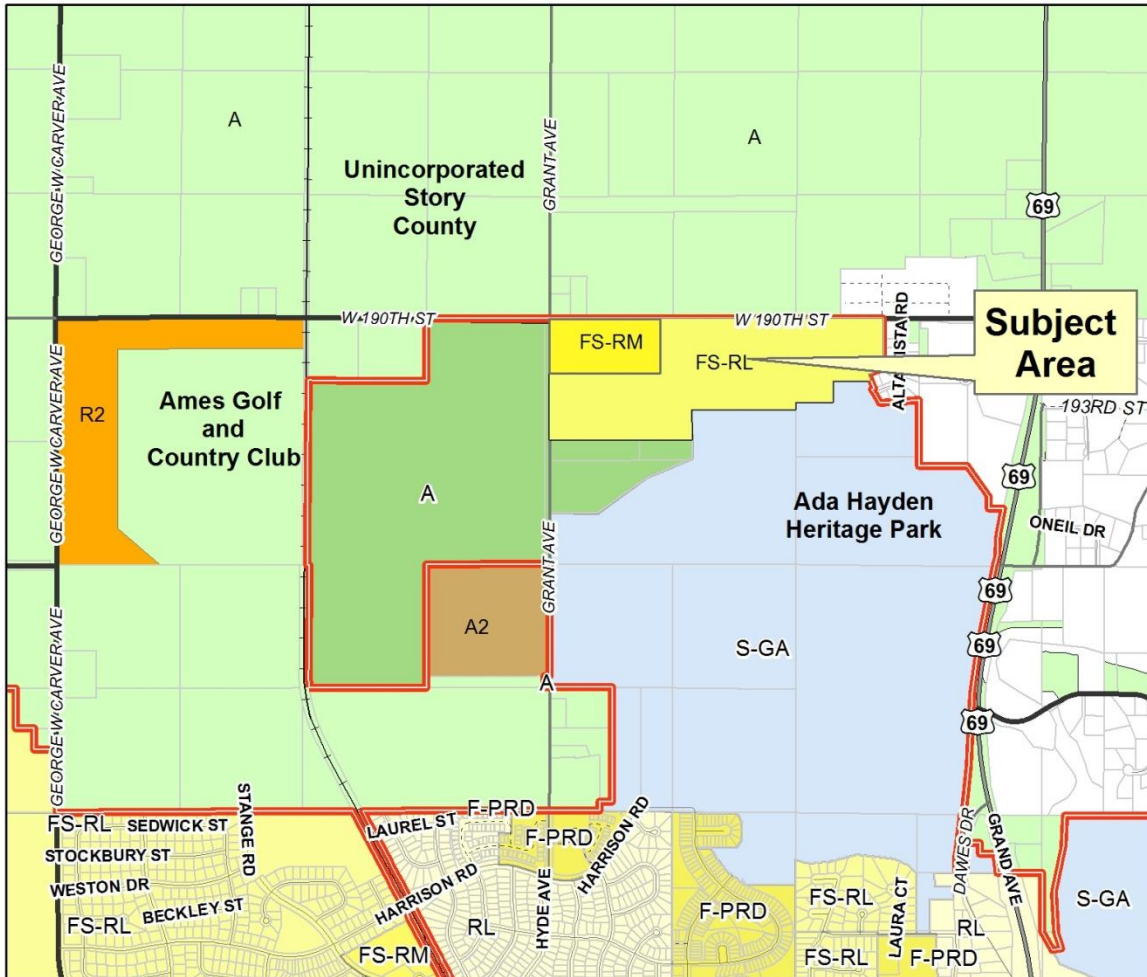 GEORGE W CARVER AVE
A
Unincorporated
Story
County
GRANT AVE
A
69
W 190TH ST
W 190TH ST
ALTA VISTA RD
Subject
Area
FS-RM
FS-RL
R2
Ames Golf
and
Country Club
GEORGE W CARVER AVE
193RD ST
A
69
Ada Hayden
Heritage Park
ONEIL DR
GRANT AVE
69
A2
S-GA
69
A
GEORGE W CARVER AVE
69
STANGE RD
F-PRD
FS-RL
SEDWICK ST
LAUREL ST
F-PRD
HARRISON RD
STOCKBURY ST
WESTON DR
BECKLEY ST
HARRISON RD
HYDE AVE
FS-RL
RL
FS-RM
F-PRD
FS-RL
LAURA CT
FS-RL
F-PRD
RL
DAWES DR
GRAND AVE
S-GA